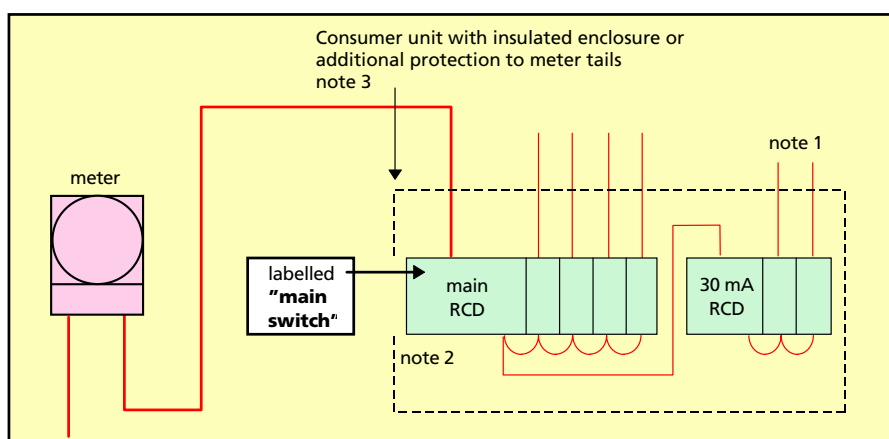 Consumer unit with insulated enclosure or
additional protection to meter tails
note 3
note 1
meter
labelled
"main
switch"
main
RCD
30 mA
RCD
note 2